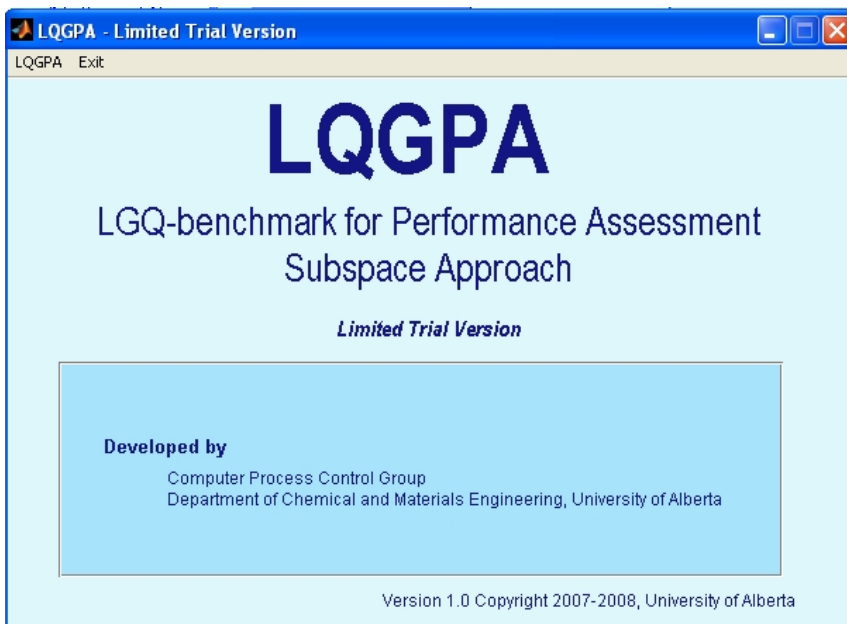 LQGPA - Limited Trial Version
LQGPA Exit
LQGPA
LGQ-benchmark for Performance Assessment
Subspace Approach
Limited Trial Version
Developed by
Computer Process Control Group
Department of Chemical and Materials Engineering, University of Alberta
Version 1.0 Copyright 2007-2008, University of Alberta